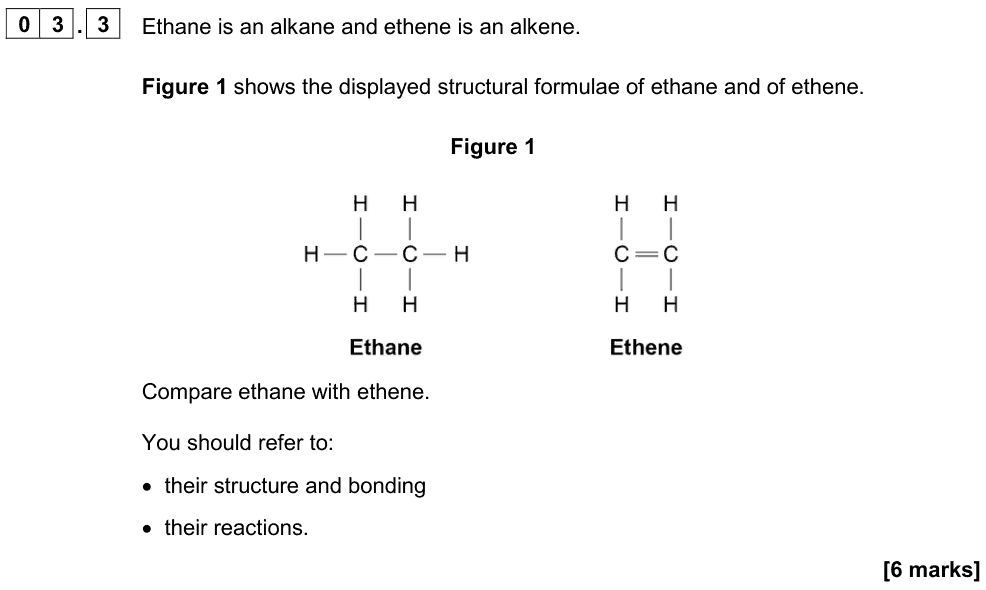 03.3 Ethane is an alkane and ethene is an alkene.
Figure 1 shows the displayed structural formulae of ethane and of ethene.
Figure 1
H H H H
H—C—C—H C=C
H H H H
Ethane Ethene
Compare ethane with ethene.
You should refer to:
• their structure and bonding
• their reactions.
[6 marks]